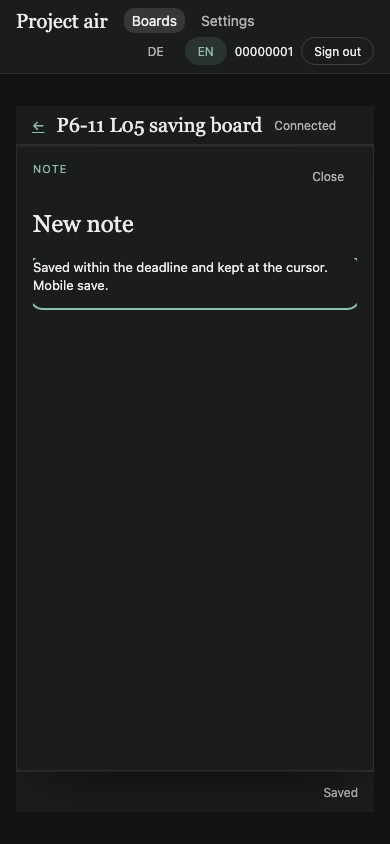 Project air Boards Settings
DE EN 00000001 Sign out
← P6-11 L05 saving board Connected
NOTE
Close
New note
Saved within the deadline and kept at the cursor.
Mobile save.
Saved